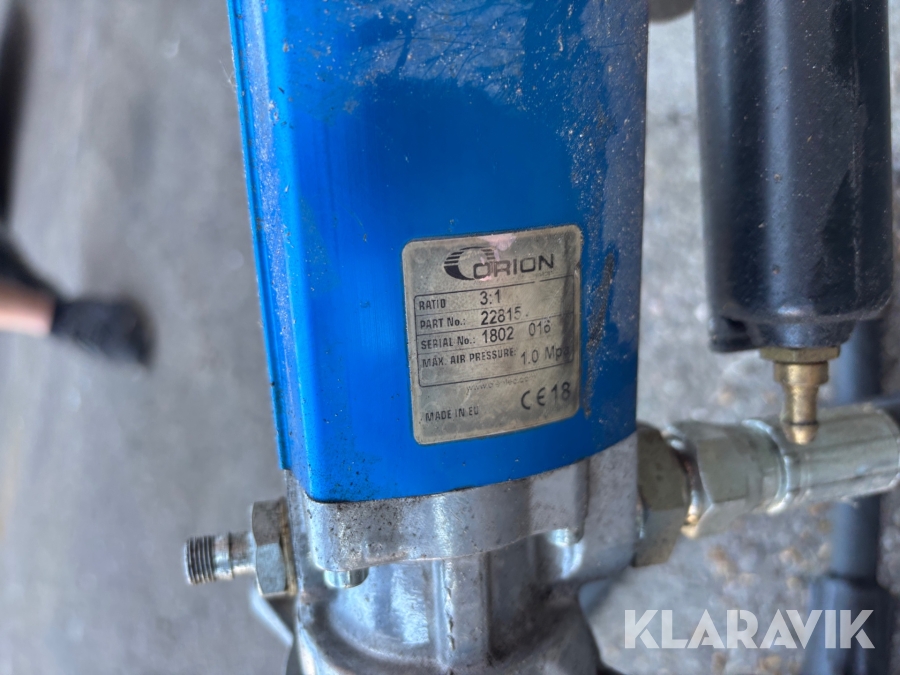 ORION
RATIO 3:1
PART No.: 22815
SERIAL No.: 1802 016
MAX. AIR PRESSURE: 1.0 Mpa
MADE IN EU CE 18
KLARAVIK